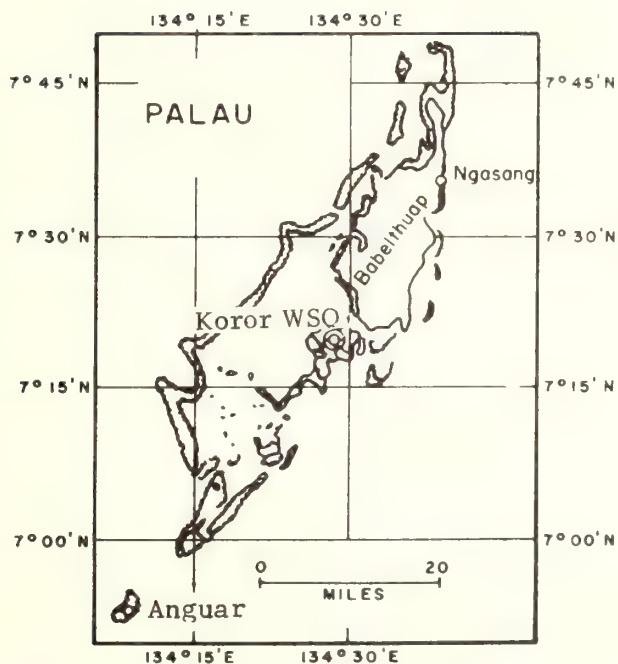 134° 15' E 134° 30' E
7° 45' N 7° 45' N
PALAU
Ngasang
7° 30' N 7° 30' N
Babelthuap
Koror WSO
7° 15' N 7° 15' N
7° 00' N 7° 00' N
0 20
MILES
Anguar
134° 15' E 134° 30' E